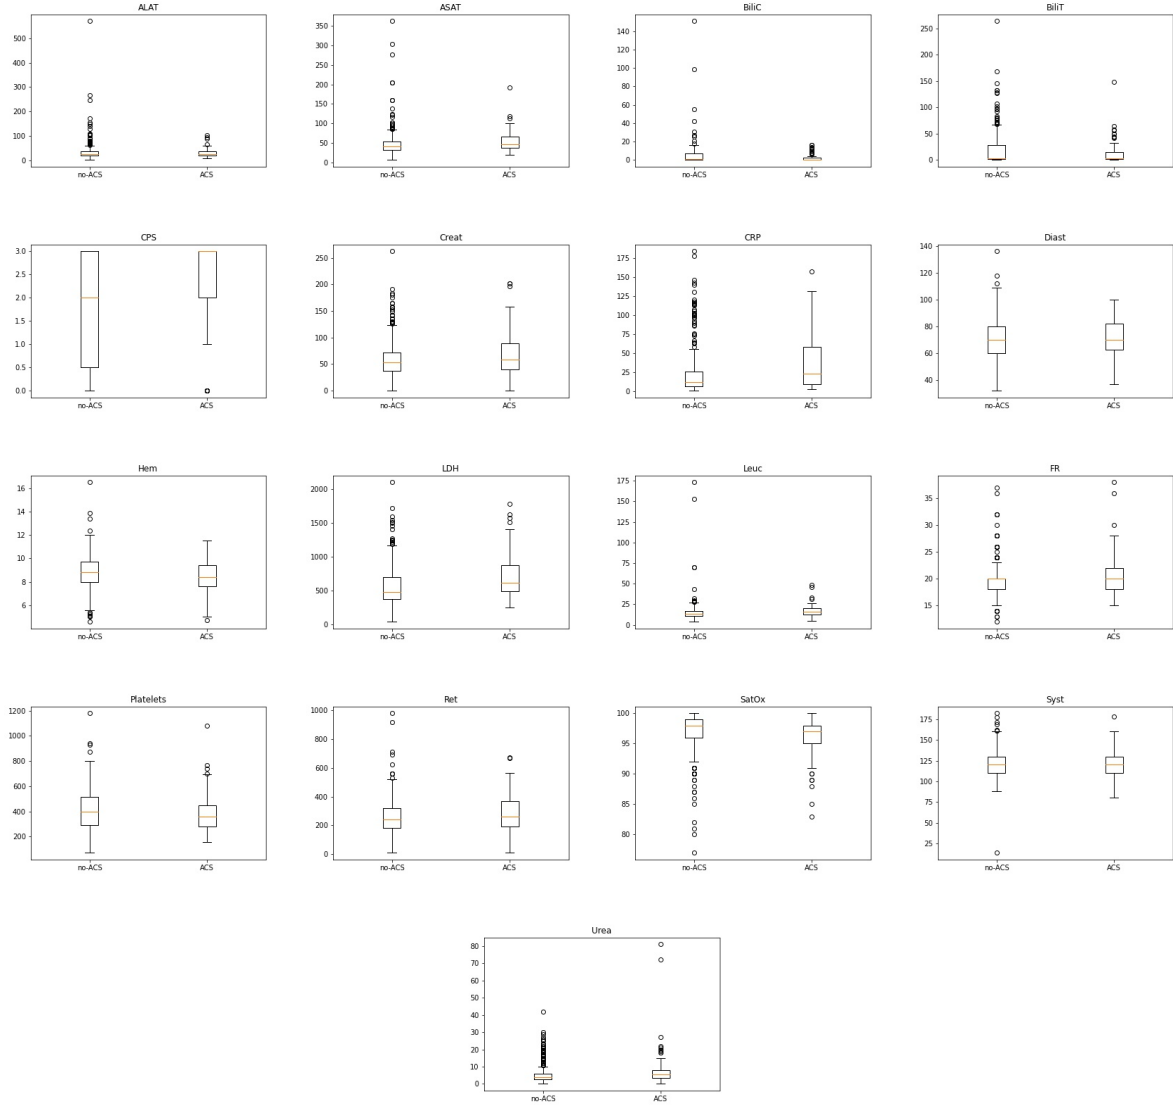 ALAT
500
400
300
200
100
0
no-ACS
ACS
ASAT
350
300
250
200
150
100
50
0
no-ACS
ACS
BiliC
140
120
100
80
60
40
20
0
no-ACS
ACS
BiliT
250
200
150
100
50
0
no-ACS
ACS
CPS
3.0
2.5
2.0
1.5
1.0
0.5
0.0
no-ACS
ACS
Creat
250
200
150
100
50
0
no-ACS
ACS
CRP
175
150
125
100
75
50
25
0
no-ACS
ACS
Diast
140
120
100
80
60
40
no-ACS
ACS
Hem
16
14
12
10
8
6
no-ACS
ACS
LDH
2000
1500
1000
500
0
no-ACS
ACS
Leuc
175
150
125
100
75
50
25
0
no-ACS
ACS
FR
35
30
25
20
15
no-ACS
ACS
Platelets
1200
1000
800
600
400
200
no-ACS
ACS
Ret
1000
800
600
400
200
0
no-ACS
ACS
SatOx
100
95
90
85
80
no-ACS
ACS
Syst
175
150
125
100
75
50
25
no-ACS
ACS
Urea
80
70
60
50
40
30
20
10
0
no-ACS
ACS